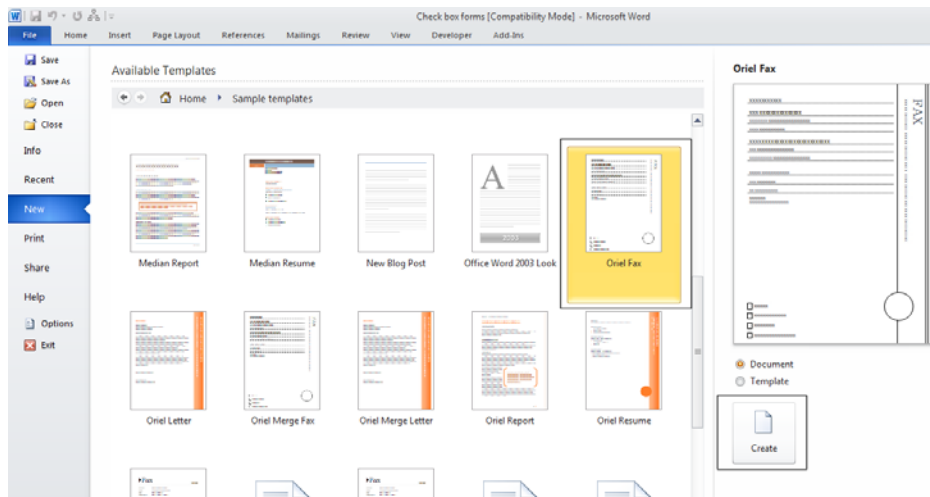 Check box forms [Compatibility Mode] - Microsoft Word
File Home Insert Page Layout References Mailings Review View Developer Add-Ins
Save
Save As
Open
Close
Info
Recent
New
Print
Share
Help
Options
Exit
Available Templates
Home Sample templates
Median Report Median Resume New Blog Post Office Word 2003 Look Oriel Fax
Oriel Letter Oriel Merge Fax Oriel Merge Letter Oriel Report Oriel Resume
Oriel Fax
FAX
Document
Template
Create